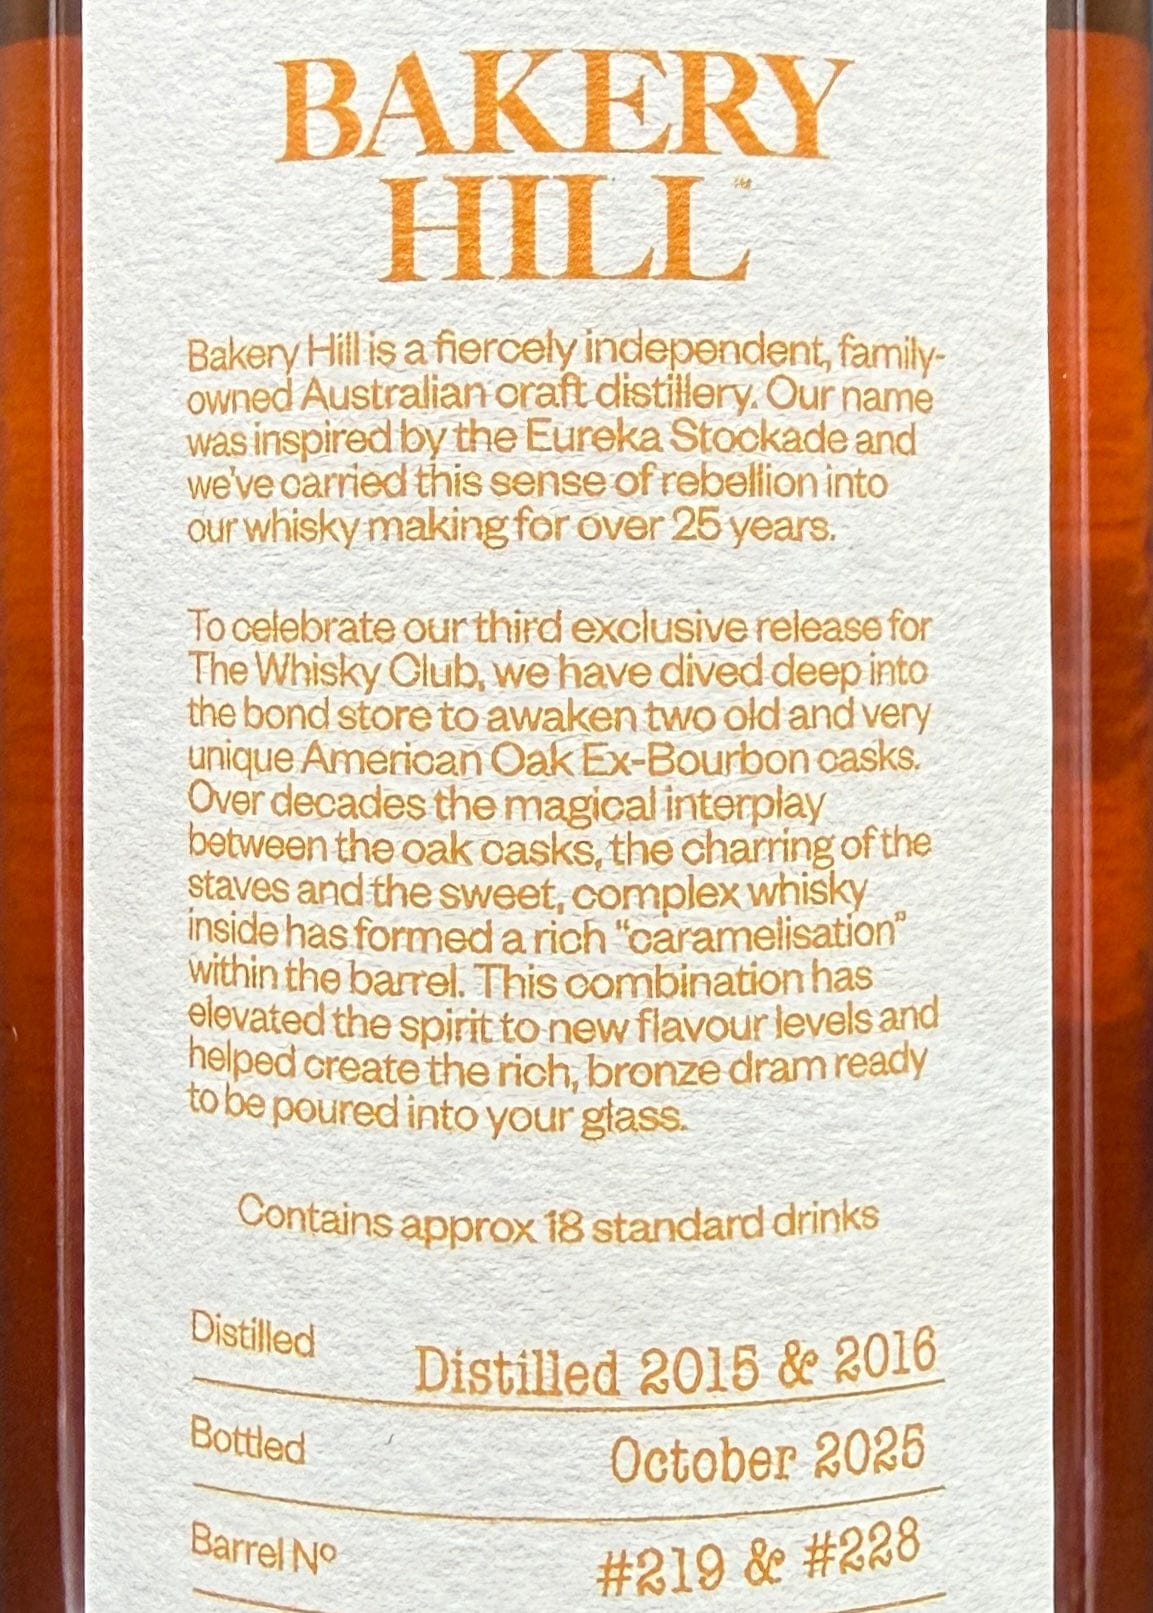 BAKERY
HILL™
Bakery Hill is a fiercely independent, family-
owned Australian craft distillery. Our name
was inspired by the Eureka Stockade and
we've carried this sense of rebellion into
our whisky making for over 25 years.
To celebrate our third exclusive release for
The Whisky Club, we have dived deep into
the bond store to awaken two old and very
unique American Oak Ex-Bourbon casks.
Over decades the magical interplay
between the oak casks, the charring of the
staves and the sweet, complex whisky
inside has formed a rich “caramelisation”
within the barrel. This combination has
elevated the spirit to new flavour levels and
helped create the rich, bronze dram ready
to be poured into your glass.
Contains approx 18 standard drinks
Distilled Distilled 2015 & 2016
Bottled October 2025
Barrel Nº #219 & #228